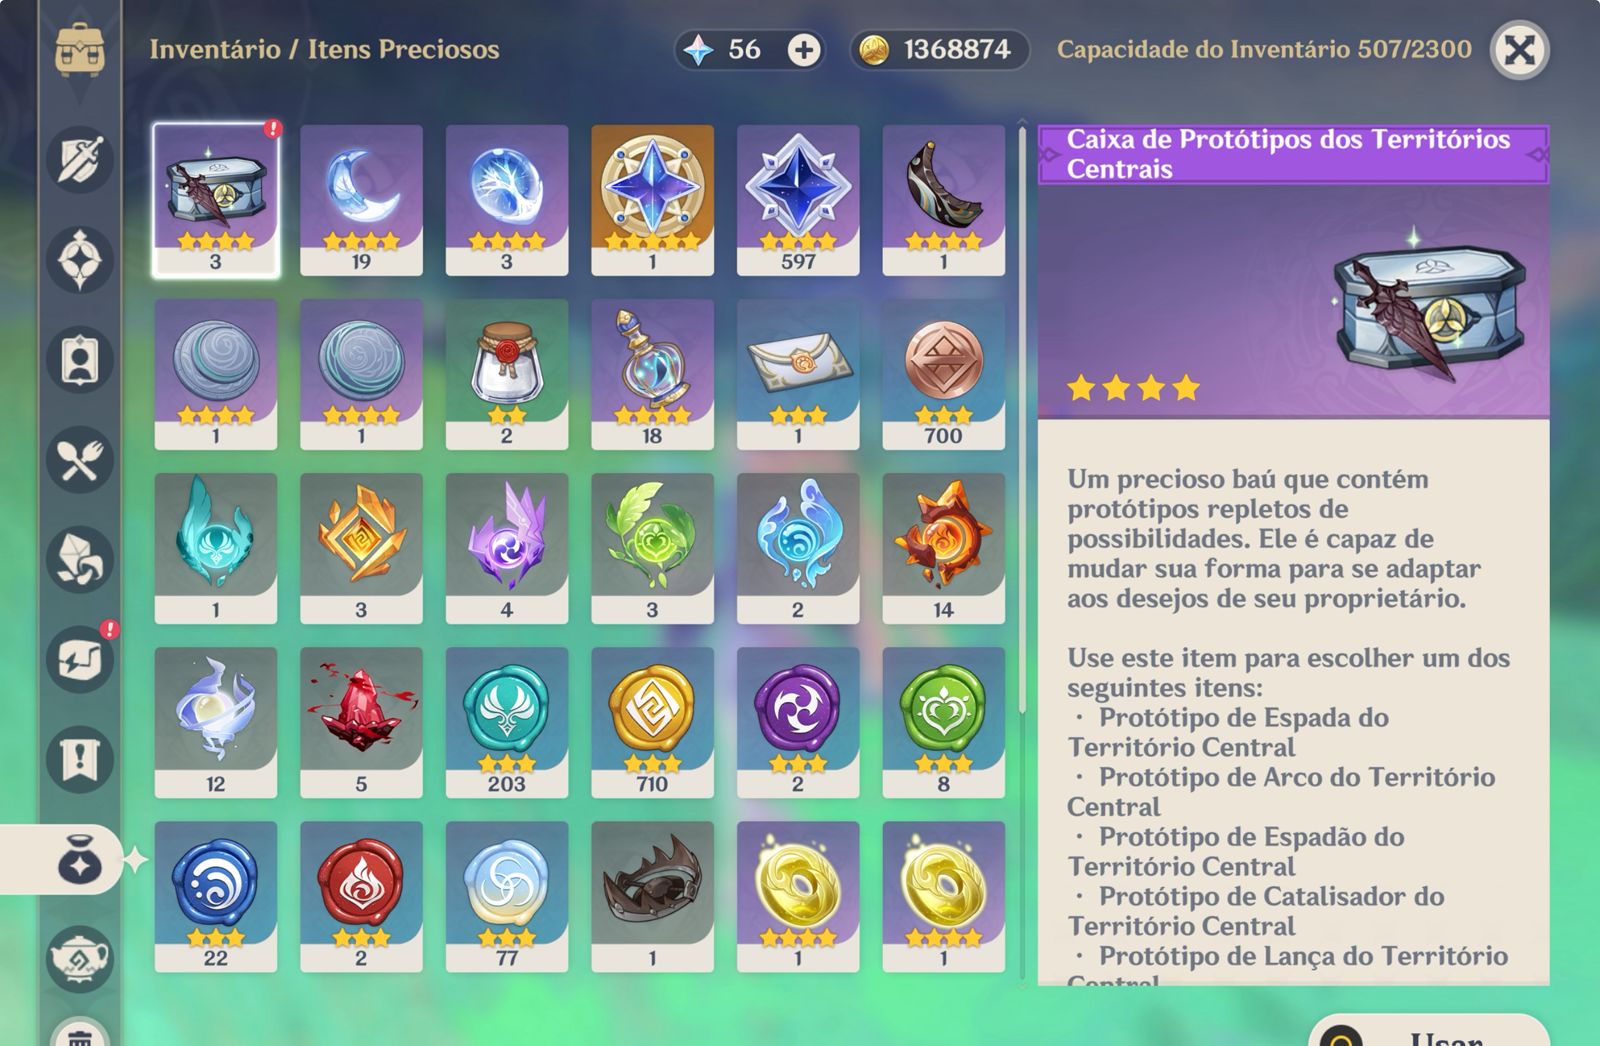 Inventário / Itens Preciosos
56
1368874
Capacidade do Inventário 507/2300
3
19
3
1
597
1
1
1
2
18
1
700
1
3
4
3
2
14
12
5
203
710
2
8
22
2
77
1
1
1
Caixa de Protótipos dos Territórios
Centrais
Um precioso baú que contém
protótipos repletos de
possibilidades. Ele é capaz de
mudar sua forma para se adaptar
aos desejos de seu proprietário.
Use este item para escolher um dos
seguintes itens:
· Protótipo de Espada do
Território Central
· Protótipo de Arco do Território
Central
· Protótipo de Espadão do
Território Central
· Protótipo de Catalisador do
Território Central
· Protótipo de Lança do Território
Central
Usar